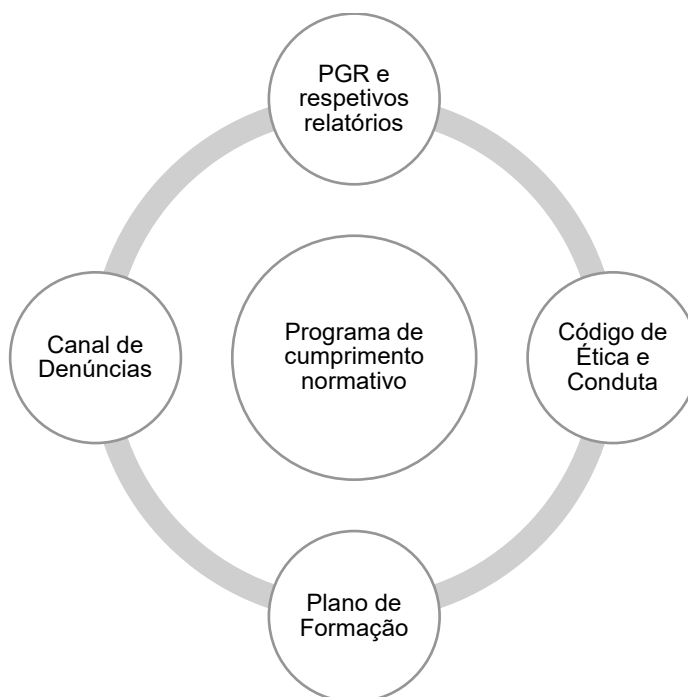 PGR e
respetivos
relatórios
Canal de
Denúncias
Programa de
cumprimento
normativo
Código de
Ética e
Conduta
Plano de
Formação